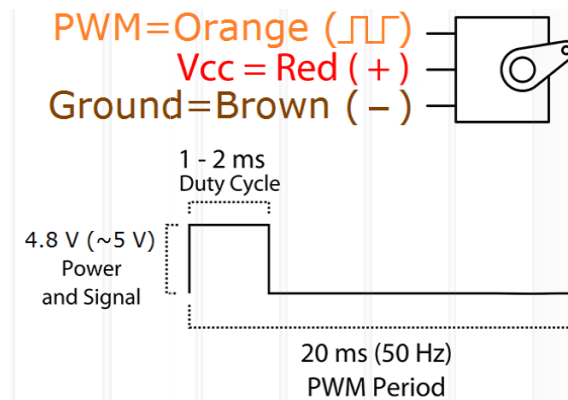 PWM=Orange (⎍⎍)
Vcc = Red ( + )
Ground=Brown ( – )
1 - 2 ms
Duty Cycle
4.8 V (~5 V)
Power
and Signal
20 ms (50 Hz)
PWM Period